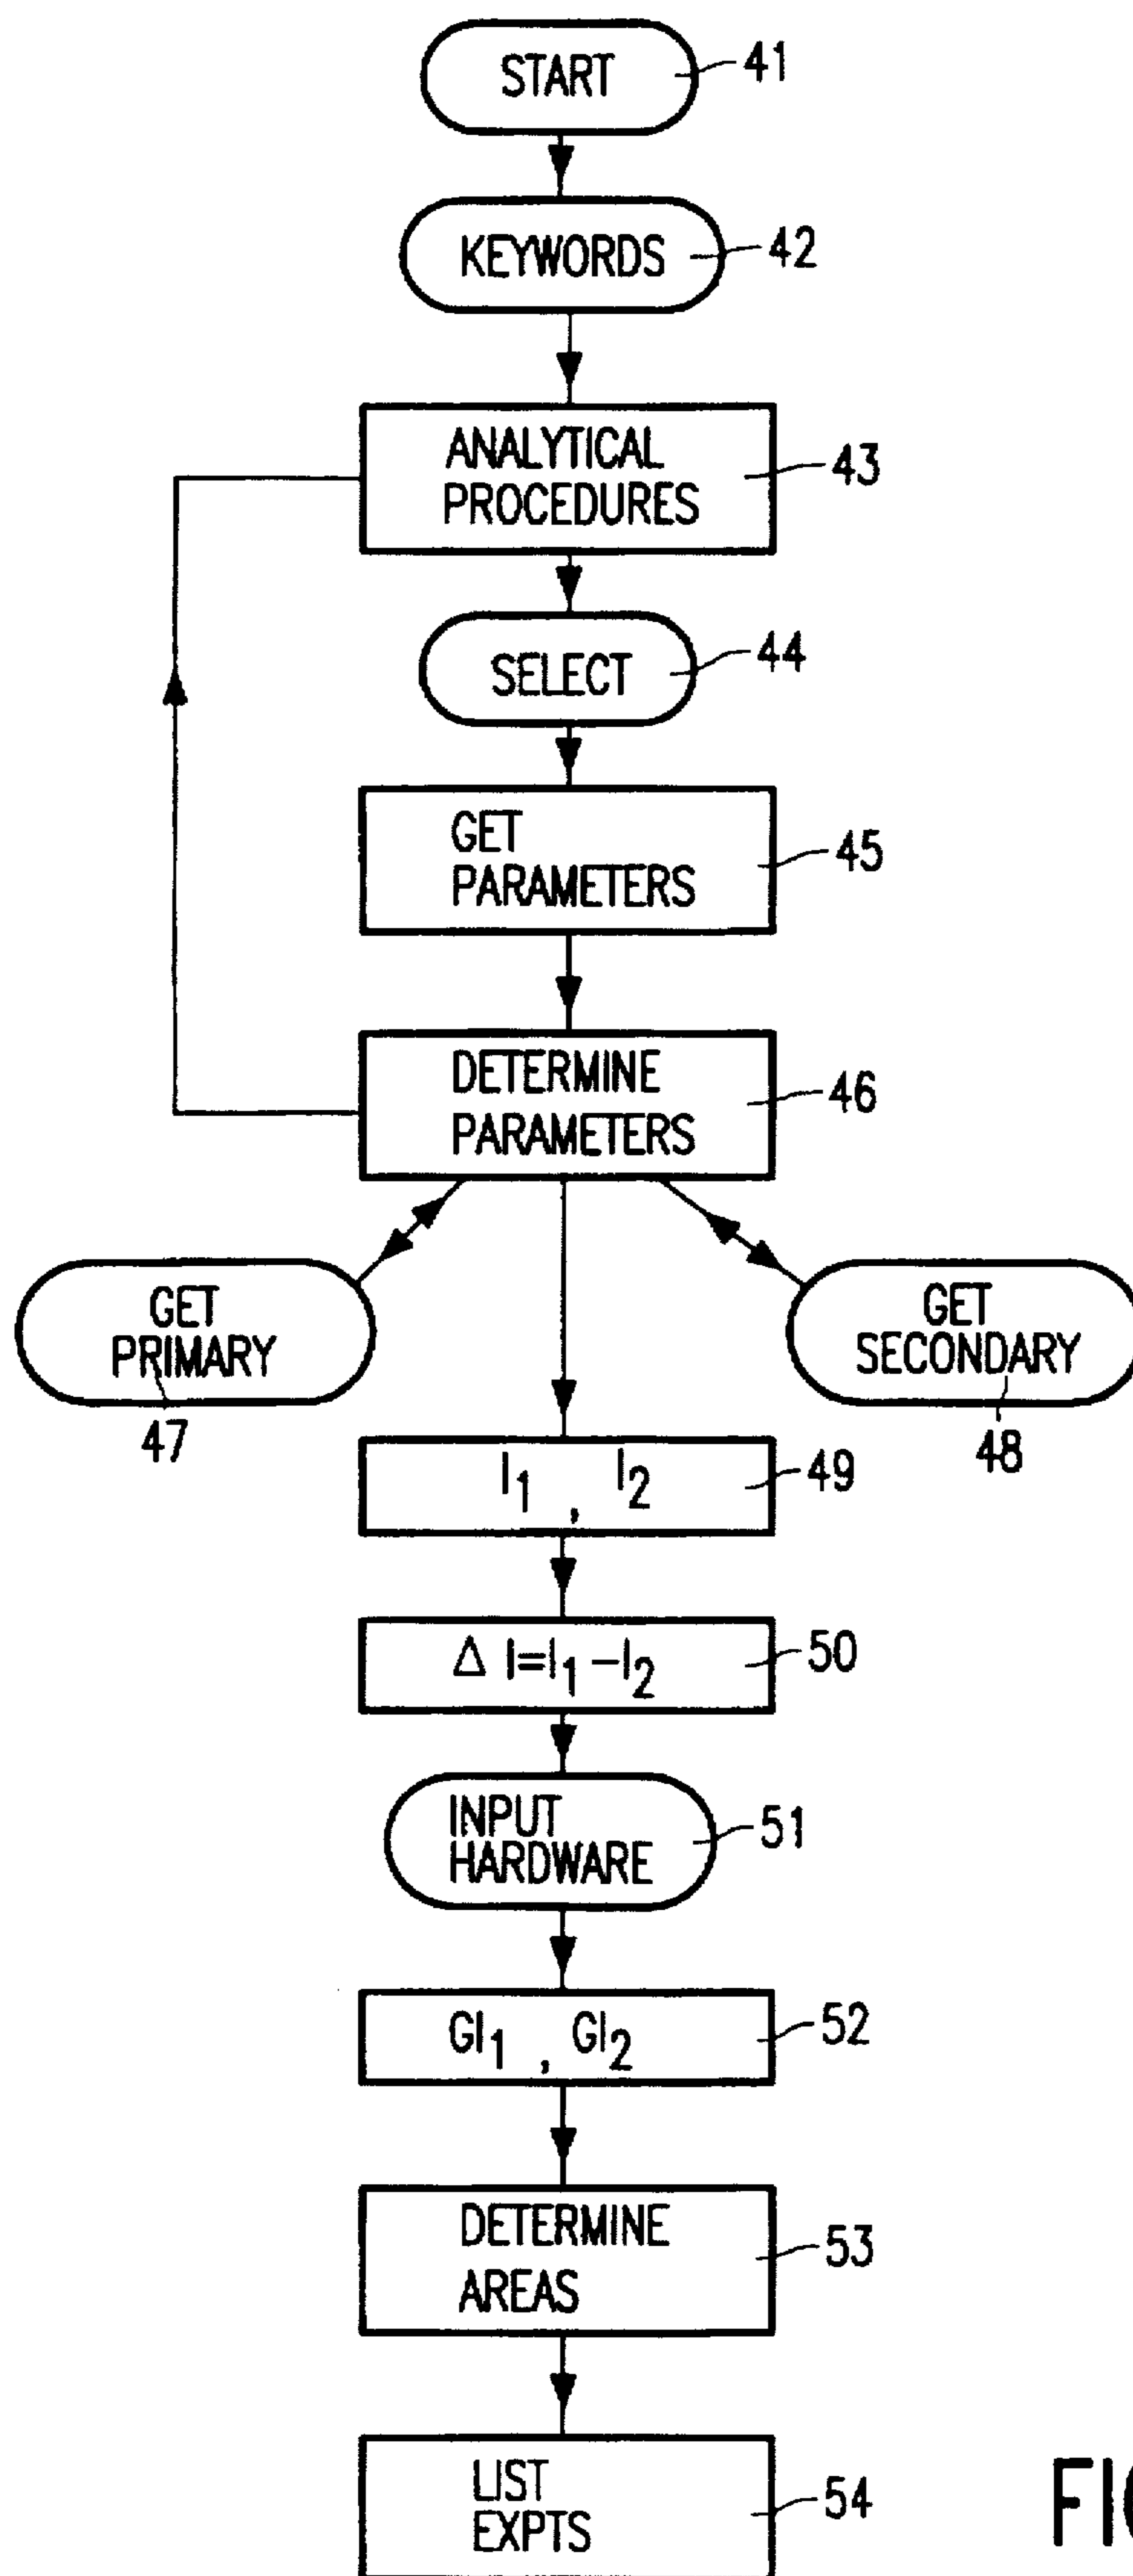 START
41
KEYWORDS
42
ANALYTICAL
PROCEDURES
43
SELECT
44
GET
PARAMETERS
45
DETERMINE
PARAMETERS
46
GET
PRIMARY
47
GET
SECONDARY
48
I₁ , I₂
49
Δ I=I₁ –I₂
50
INPUT
HARDWARE
51
GI₁ , GI₂
52
DETERMINE
AREAS
53
LIST
EXPTS
54